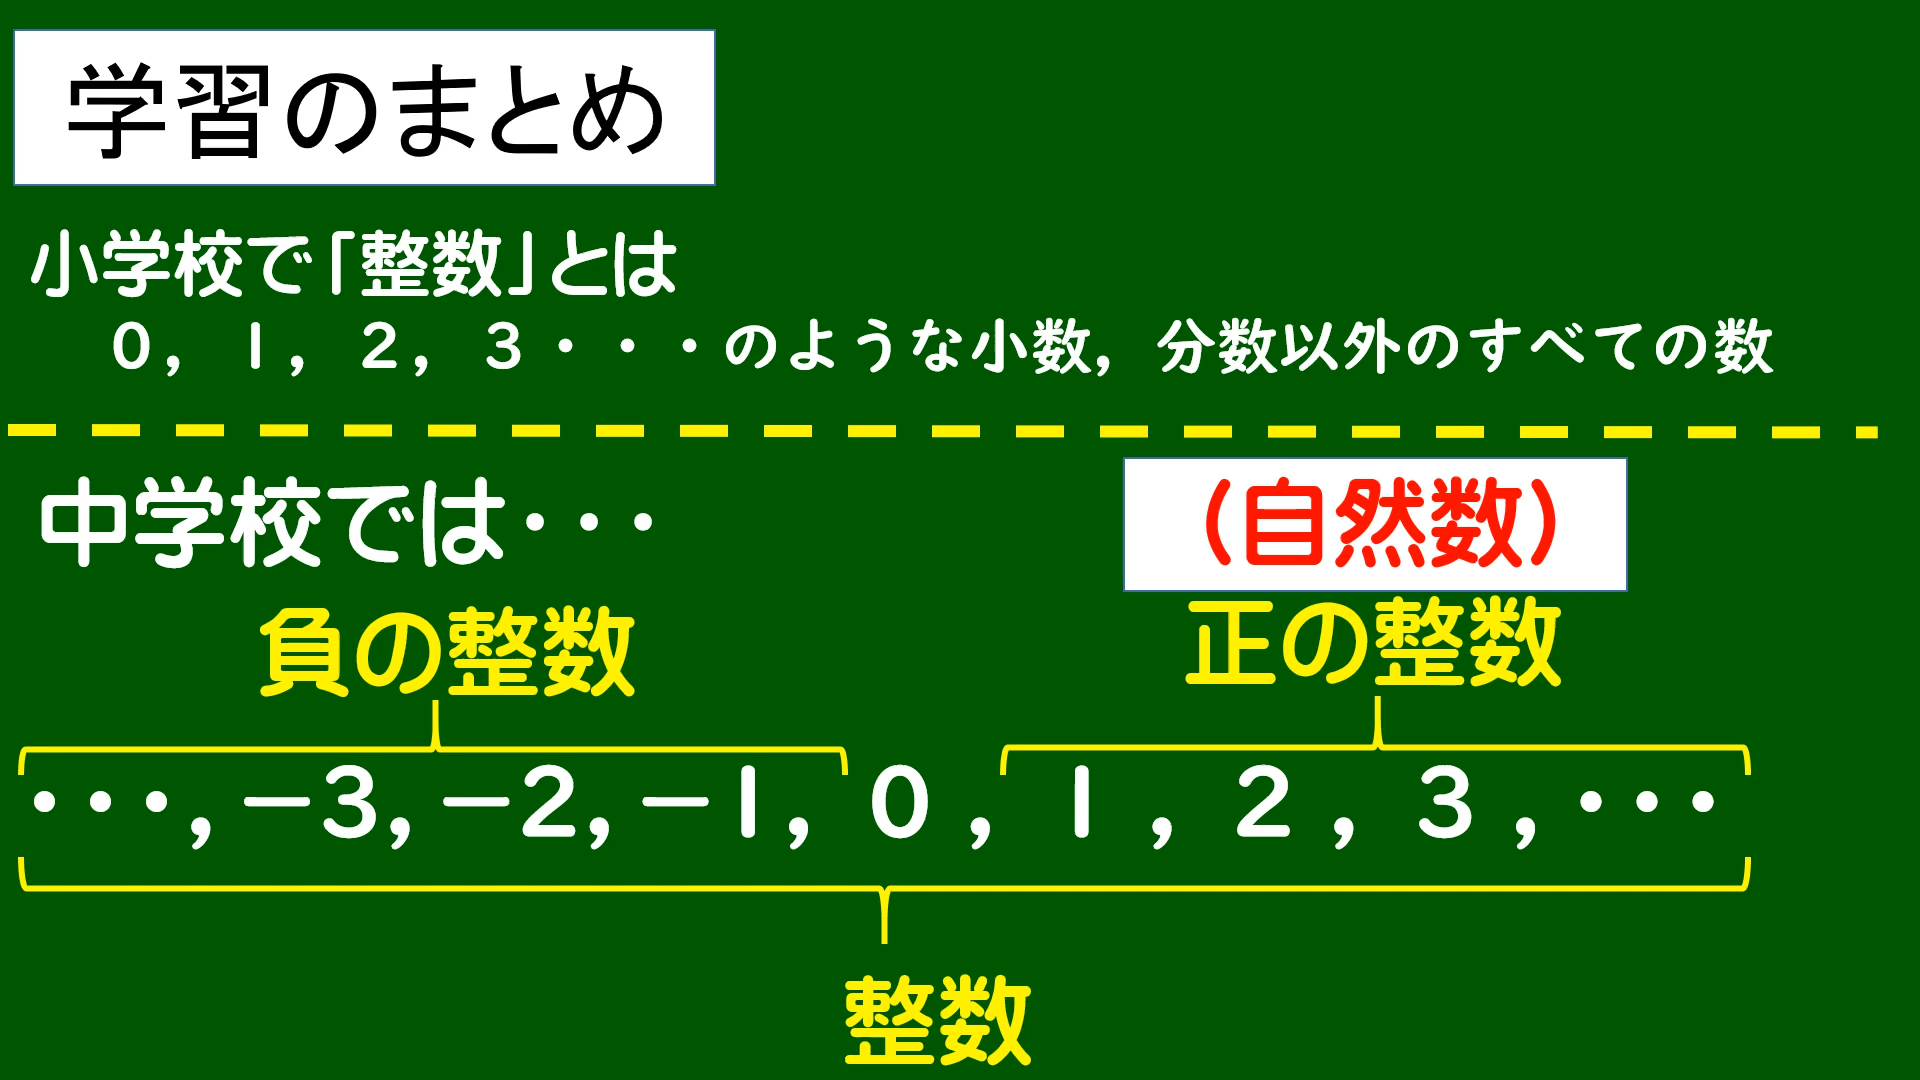 学習のまとめ
小学校で「整数」とは
０，１，２，３・・・のような小数，分数以外のすべての数
中学校では・・・
（自然数）
負の整数
正の整数
・・・，－３，－２，－１，０，１，２，３，・・・
整数